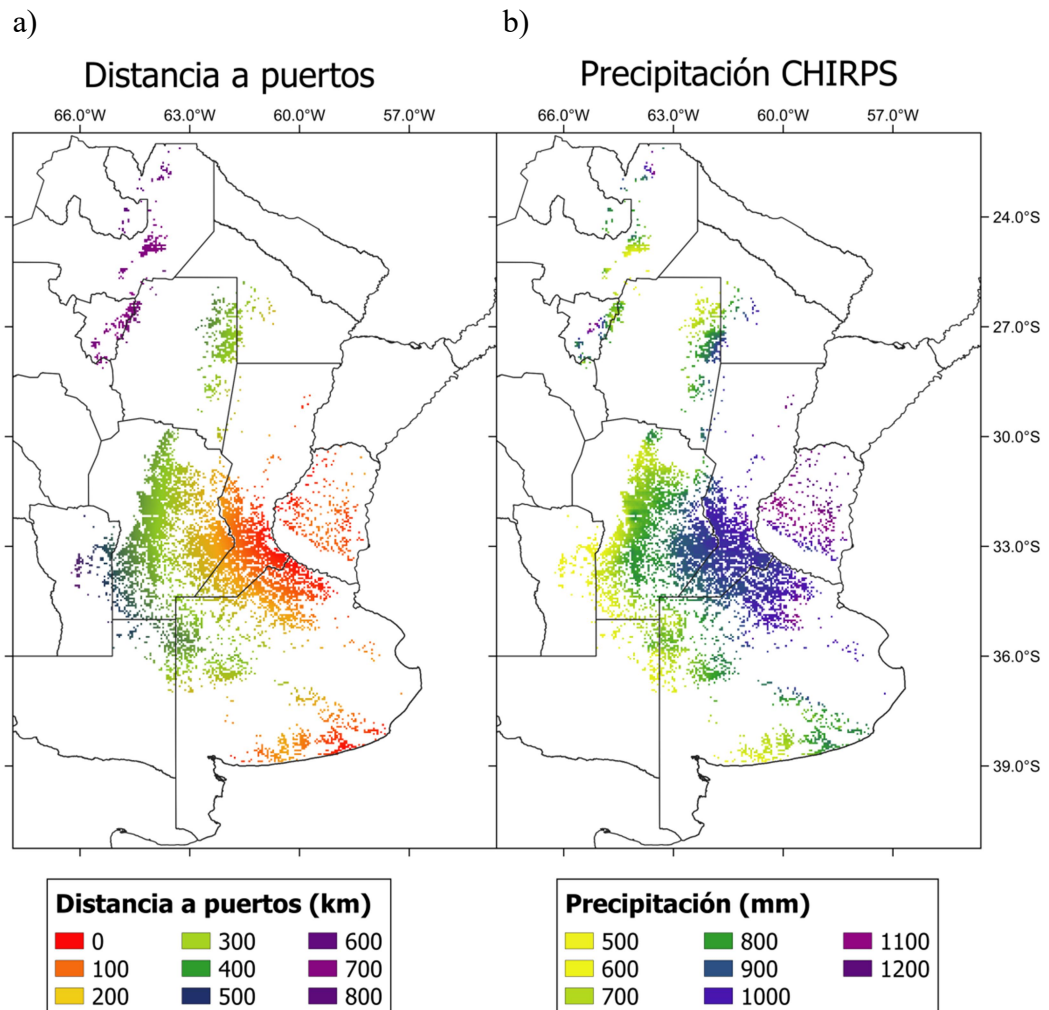 a)
b)
Distancia a puertos
Precipitación CHIRPS
66.0°W 63.0°W 60.0°W 57.0°W
66.0°W 63.0°W 60.0°W 57.0°W
24.0°S
27.0°S
30.0°S
33.0°S
36.0°S
39.0°S
Distancia a puertos (km)
0 300 600
100 400 700
200 500 800
Precipitación (mm)
500 800 1100
600 900 1200
700 1000